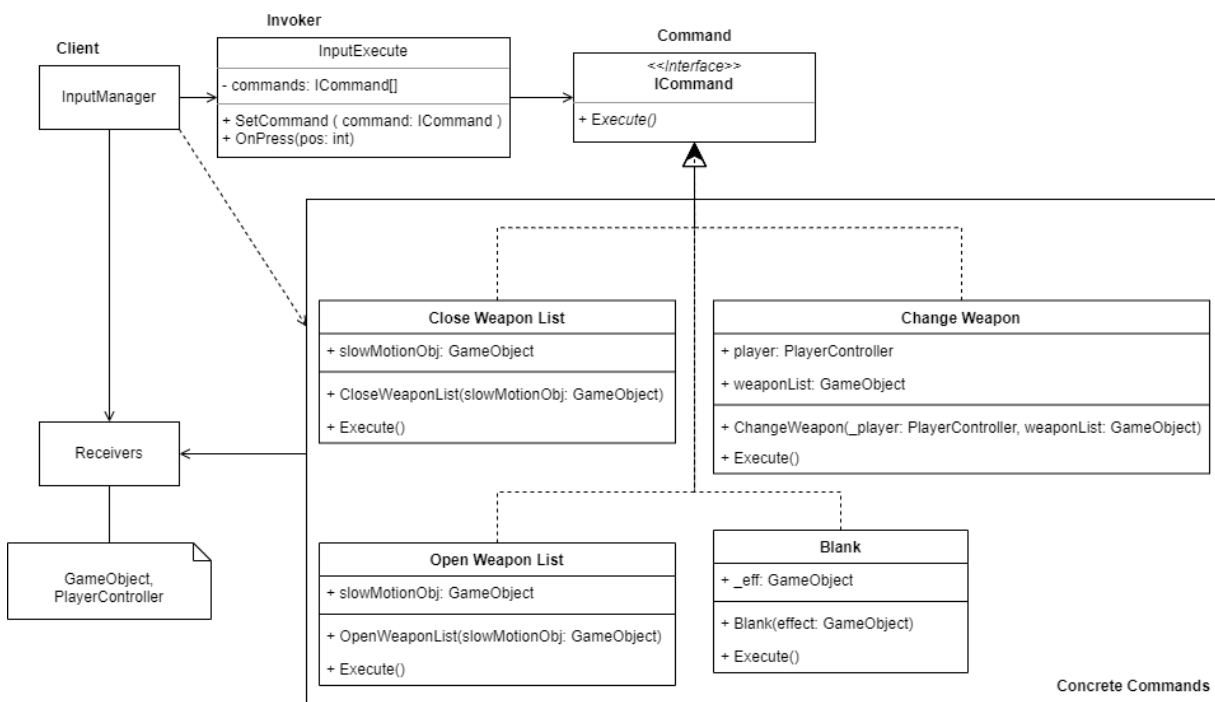 Invoker
Client
Command
InputExecute
- commands: ICommand[]
+ SetCommand ( command: ICommand )
+ OnPress(pos: int)
InputManager
<<Interface>>
ICommand
+ Execute()
Close Weapon List
+ slowMotionObj: GameObject
+ CloseWeaponList(slowMotionObj: GameObject)
+ Execute()
Change Weapon
+ player: PlayerController
+ weaponList: GameObject
+ ChangeWeapon(_player: PlayerController, weaponList: GameObject)
+ Execute()
Receivers
GameObject,
PlayerController
Open Weapon List
+ slowMotionObj: GameObject
+ OpenWeaponList(slowMotionObj: GameObject)
+ Execute()
Blank
+ _eff: GameObject
+ Blank(effect: GameObject)
+ Execute()
Concrete Commands